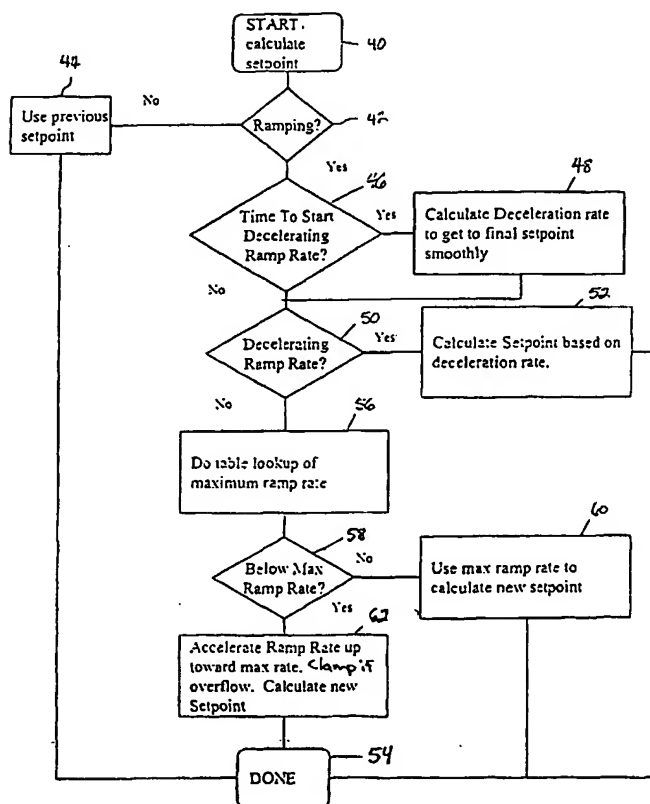 START.
calculate
setpoint
40
44
No
Use previous
setpoint
Ramping?
42
Yes
46
48
Time To Start
Decelerating
Ramp Rate?
Yes
Calculate Deceleration rate
to get to final setpoint
smoothly
No
50
52
Decelerating
Ramp Rate?
Yes
Calculate Setpoint based on
deceleration rate.
No
56
Do table lookup of
maximum ramp rate
58
60
Below Max
Ramp Rate?
No
Use max ramp rate to
calculate new setpoint
Yes
62
Accelerate Ramp Rate up
toward max rate. Clamp if
overflow. Calculate new
Setpoint
54
DONE